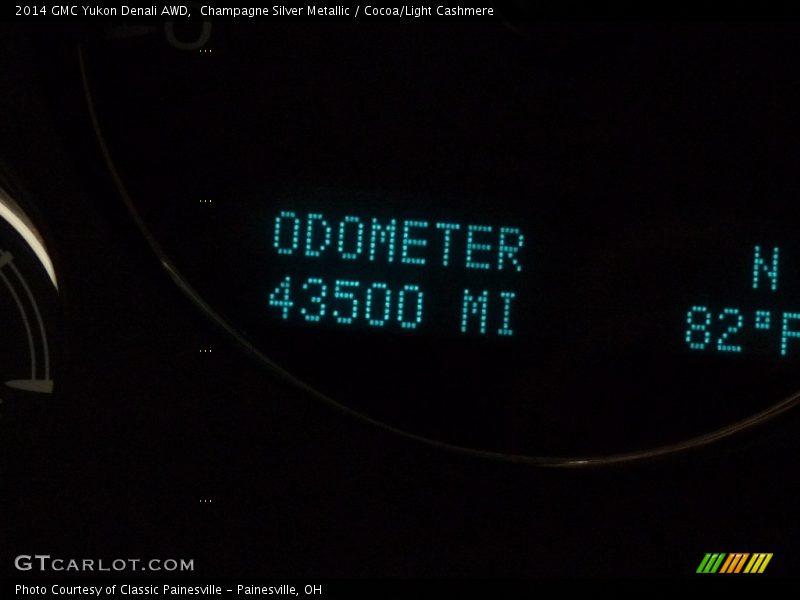 2014 GMC Yukon Denali AWD,  Champagne Silver Metallic / Cocoa/Light Cashmere
ODOMETER
N
43500 MI
82°F
GTCARLOT.COM
Photo Courtesy of Classic Painesville - Painesville, OH